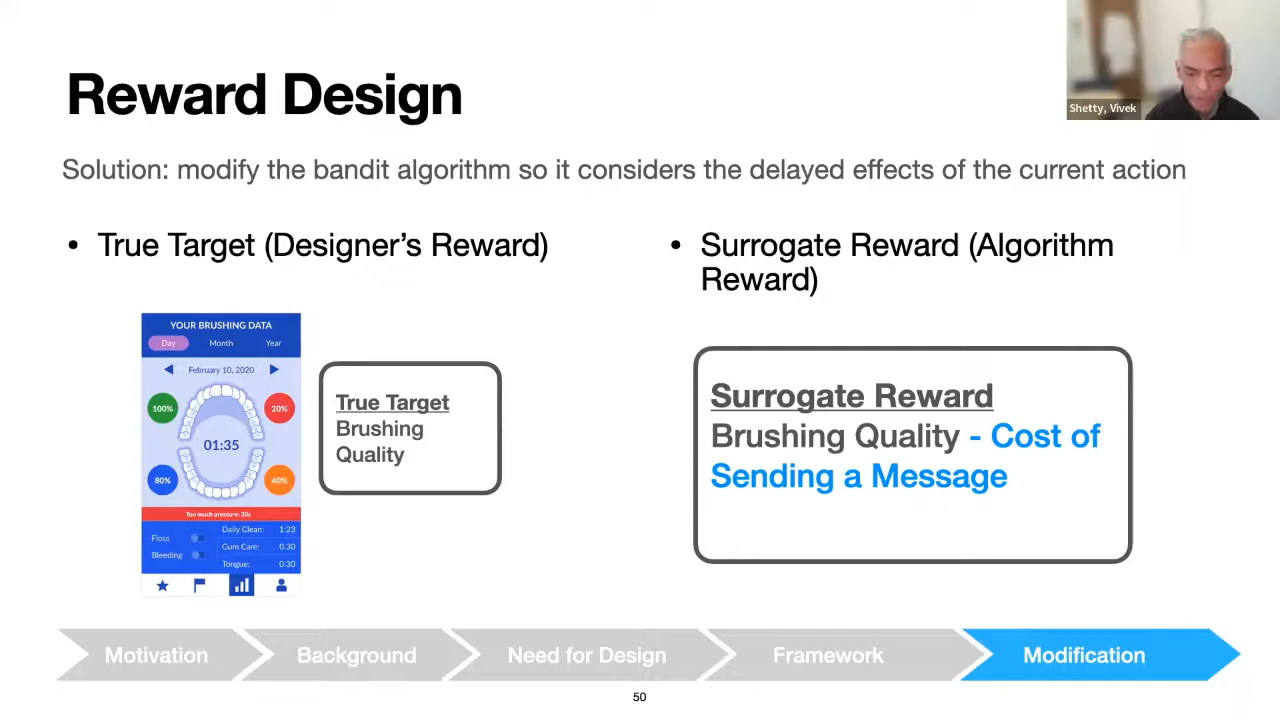 Shetty, Vivek
Reward Design
Solution: modify the bandit algorithm so it considers the delayed effects of the current action
• True Target (Designer’s Reward)
YOUR BRUSHING DATA
Day Month Year
February 10, 2020
100%
20%
01:35
80%
40%
Too much pressure: 30s
Floss
Bleeding
Daily Clean: 1:23
Gum Care: 0:30
Tongue: 0:30
True Target
Brushing
Quality
• Surrogate Reward (Algorithm
Reward)
Surrogate Reward
Brushing Quality - Cost of
Sending a Message
Motivation
Background
Need for Design
Framework
Modification
50